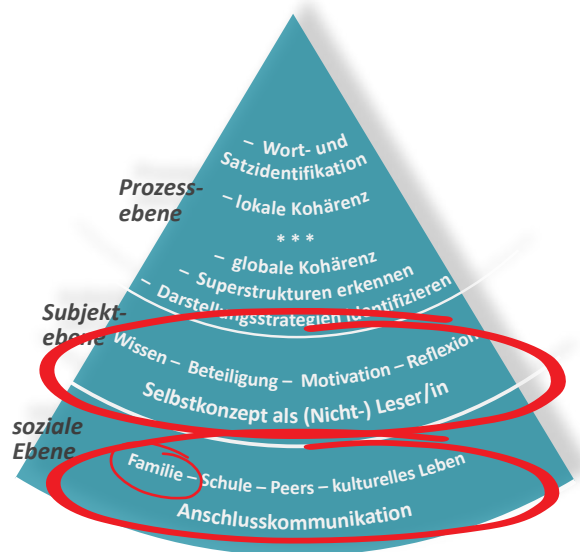 – Wort- und
Satzidentifikation
Prozess-
ebene
– lokale Kohärenz
* * *
– globale Kohärenz
– Superstrukturen erkennen
– Darstellungsstrategien identifizieren
Subjekt-
ebene
Wissen – Beteiligung – Motivation – Reflexion
Selbstkonzept als (Nicht-) Leser/in
soziale
Ebene
Familie – Schule – Peers – kulturelles Leben
Anschlusskommunikation